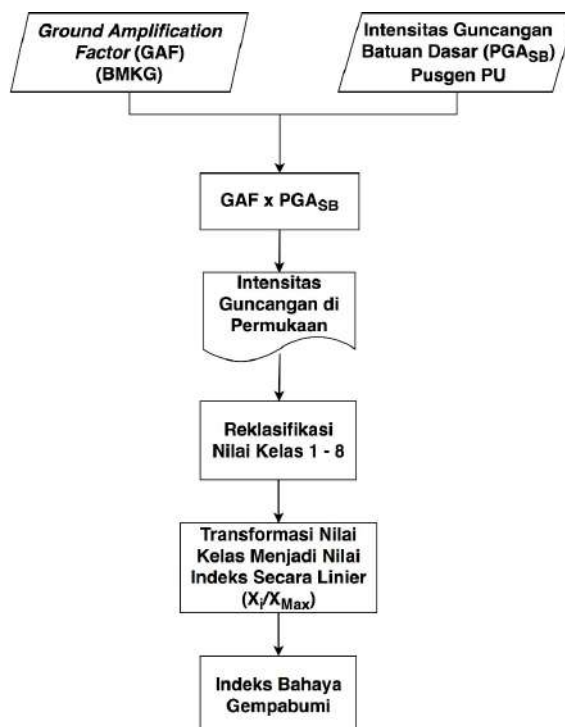 Ground Amplification
Factor (GAF)
(BMKG)
Intensitas Guncangan
Batuan Dasar (PGASB)
Pusgen PU
GAF x PGASB
Intensitas
Guncangan di
Permukaan
Reklasifikasi
Nilai Kelas 1 - 8
Transformasi Nilai
Kelas Menjadi Nilai
Indeks Secara Linier
(Xi/XMax)
Indeks Bahaya
Gempabumi